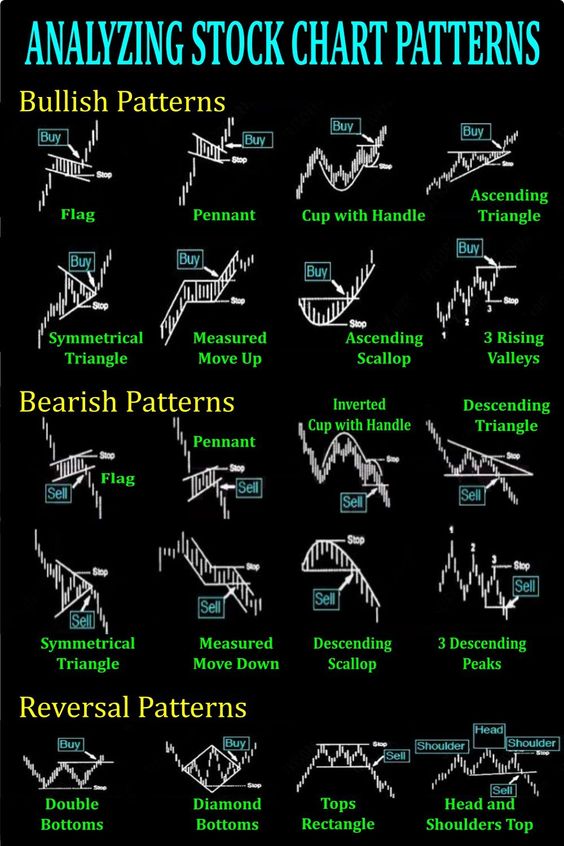 ANALYZING STOCK CHART PATTERNS
Bullish Patterns
Buy
Stop
Flag
Buy
Stop
Pennant
Buy
Stop
Cup with Handle
Buy
Stop
Ascending
Triangle
Buy
Stop
Symmetrical
Triangle
Buy
Stop
Measured
Move Up
Buy
Stop
Ascending
Scallop
Buy
Stop
1
2
3
3 Rising
Valleys
Bearish Patterns
Stop
Sell
Flag
Pennant
Stop
Sell
Inverted
Cup with Handle
Stop
Sell
Descending
Triangle
Stop
Sell
Stop
Sell
Symmetrical
Triangle
Stop
Sell
Measured
Move Down
Stop
Sell
Descending
Scallop
1
2
3
Stop
Sell
3 Descending
Peaks
Reversal Patterns
Buy
Stop
Double
Bottoms
Buy
Stop
Diamond
Bottoms
Stop
Sell
Tops
Rectangle
Head
Shoulder
Shoulder
Stop
Sell
Head and
Shoulders Top